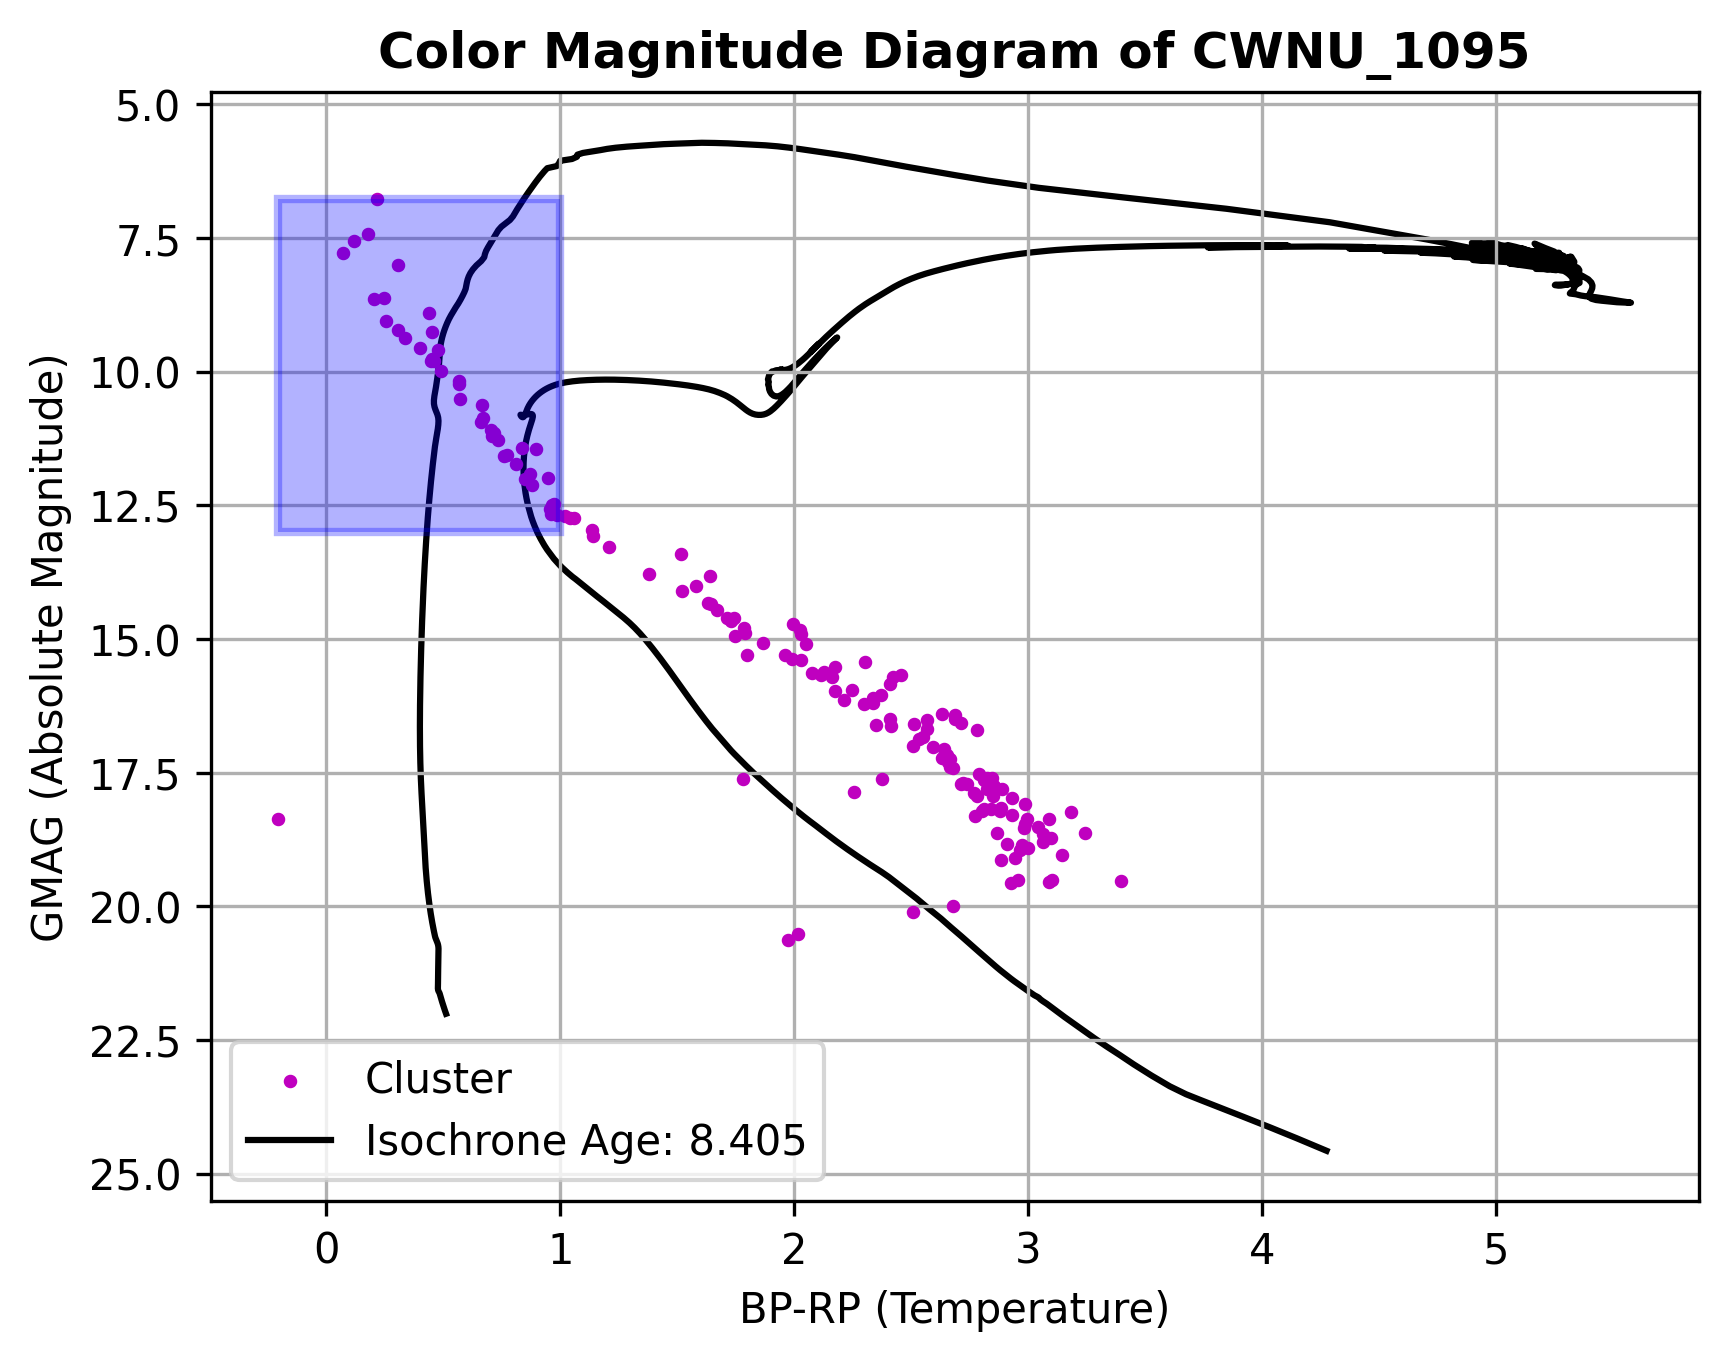 Color Magnitude Diagram of CWNU_1095
GMAG (Absolute Magnitude)
5.0
7.5
10.0
12.5
15.0
17.5
20.0
22.5
25.0
Cluster
Isochrone Age: 8.405
0 1 2 3 4 5
BP-RP (Temperature)